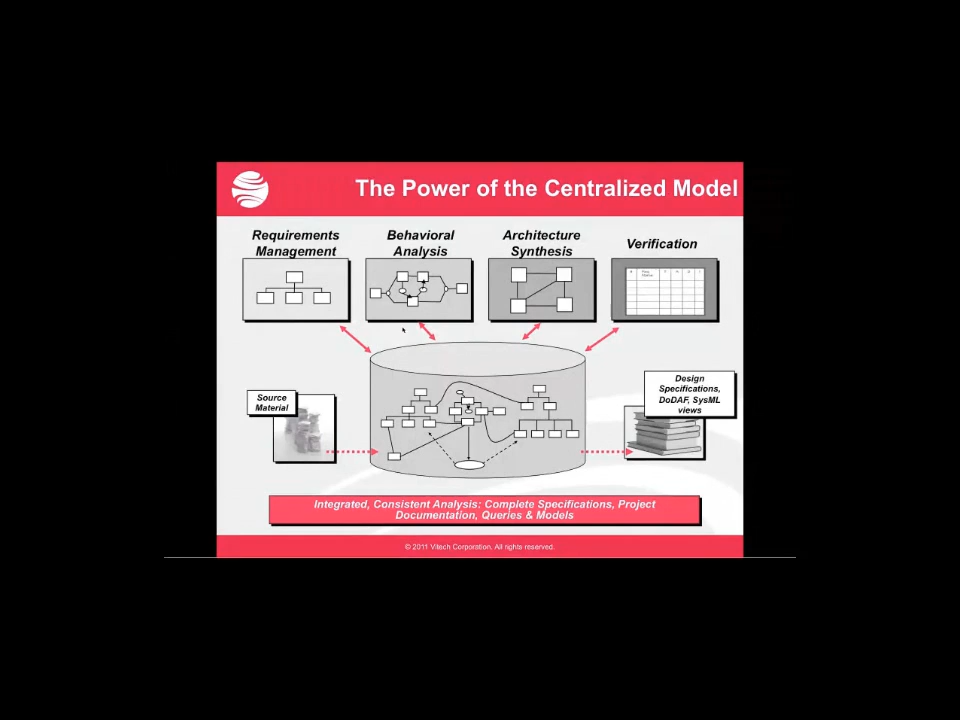 The Power of the Centralized Model
Requirements
Management
Behavioral
Analysis
Architecture
Synthesis
Verification
Source
Material
Design
Specifications,
DoDAF, SysML
views
Integrated, Consistent Analysis: Complete Specifications, Project
Documentation, Queries & Models
© 2011 Vitech Corporation. All rights reserved.